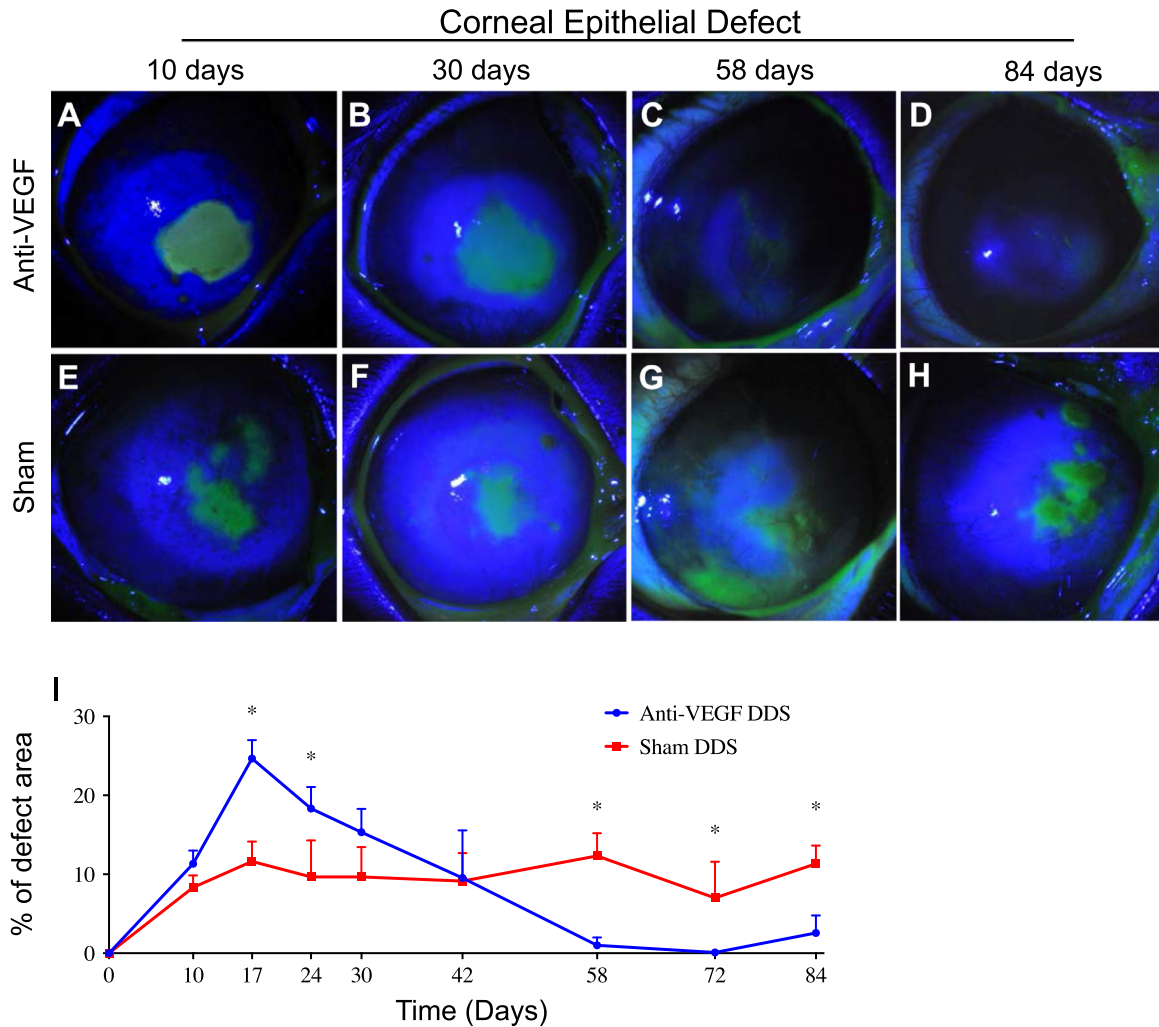 Corneal Epithelial Defect
10 days 30 days 58 days 84 days
Anti-VEGF
A B C D
Sham
E F G H
I
Anti-VEGF DDS
Sham DDS
% of defect area
30
20
10
0
* * * * *
0 10 17 24 30 42 58 72 84
Time (Days)